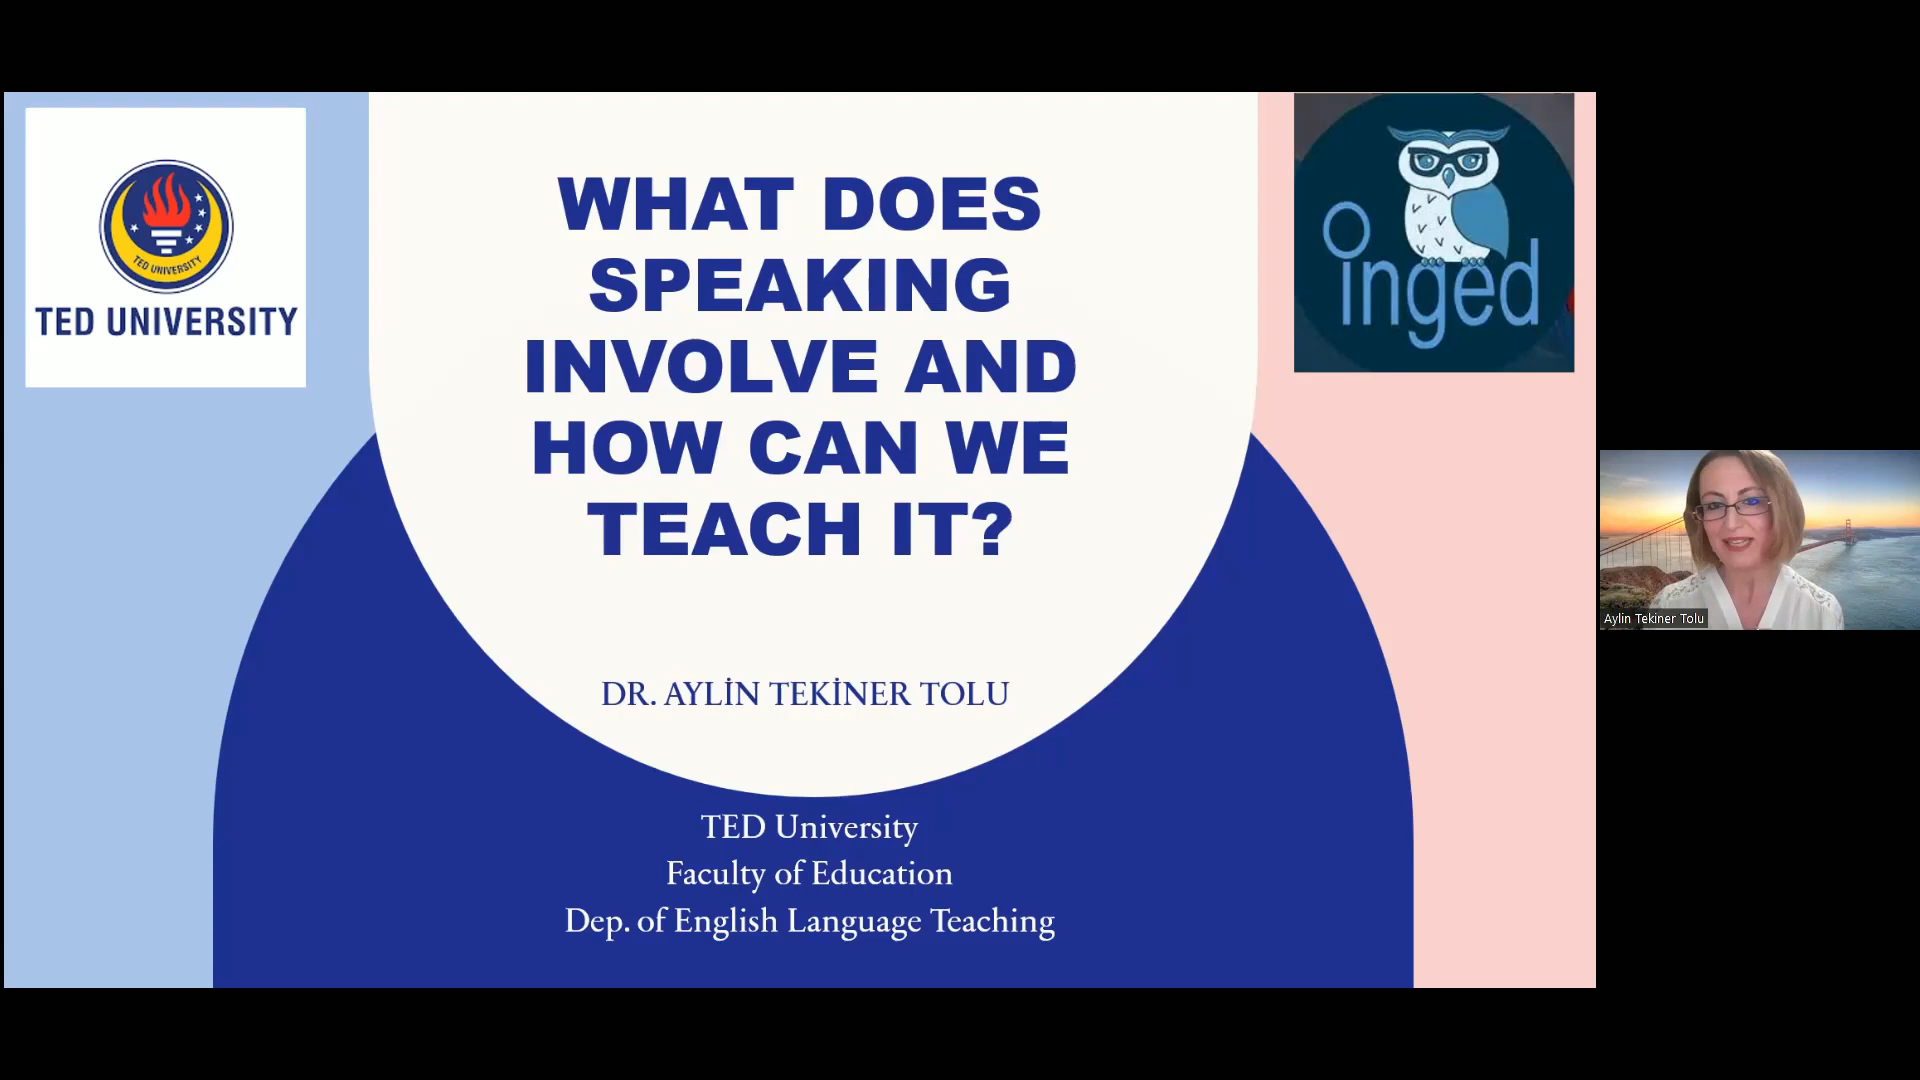 TED UNIVERSITY
TED UNIVERSITY
inged
WHAT DOES
SPEAKING
INVOLVE AND
HOW CAN WE
TEACH IT?
DR. AYLİN TEKİNER TOLU
TED University
Faculty of Education
Dep. of English Language Teaching
Aylin Tekiner Tolu